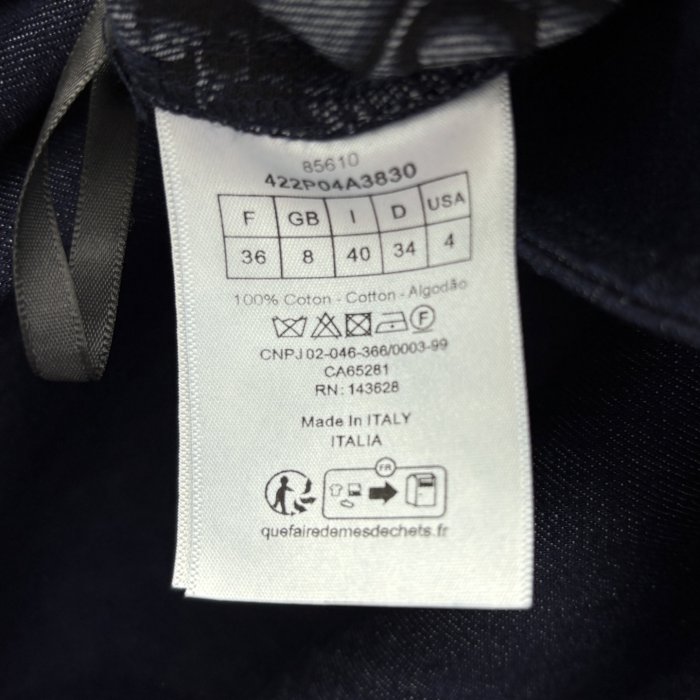 85610
422P04A3830
F GB I D USA
36 8 40 34 4
100% Coton - Cotton - Algodão
F
CNPJ 02-046-366/0003-99
CA65281
RN: 143628
Made In ITALY
ITALIA
FR
quefairedemesdechets.fr